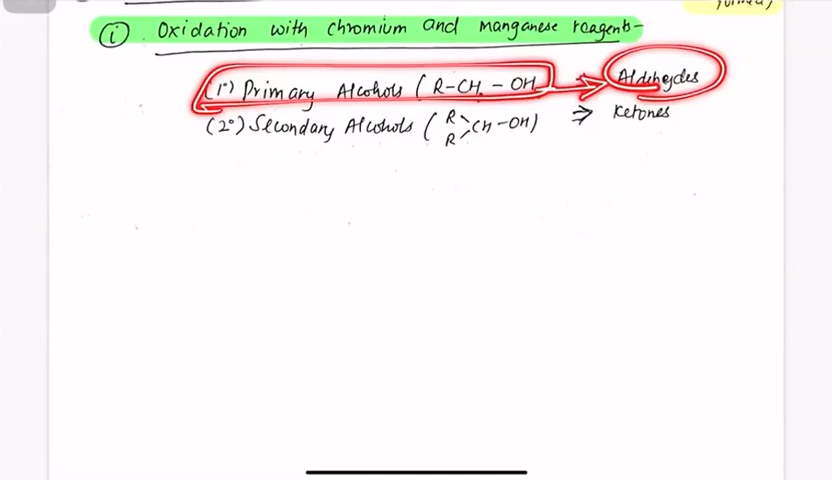 (i) Oxidation with chromium and manganese reagents-
(1°) Primary Alcohols (R-CH₂-OH → Aldehydes
(2°) Secondary Alcohols (R R >CH-OH) ⇒ Ketones